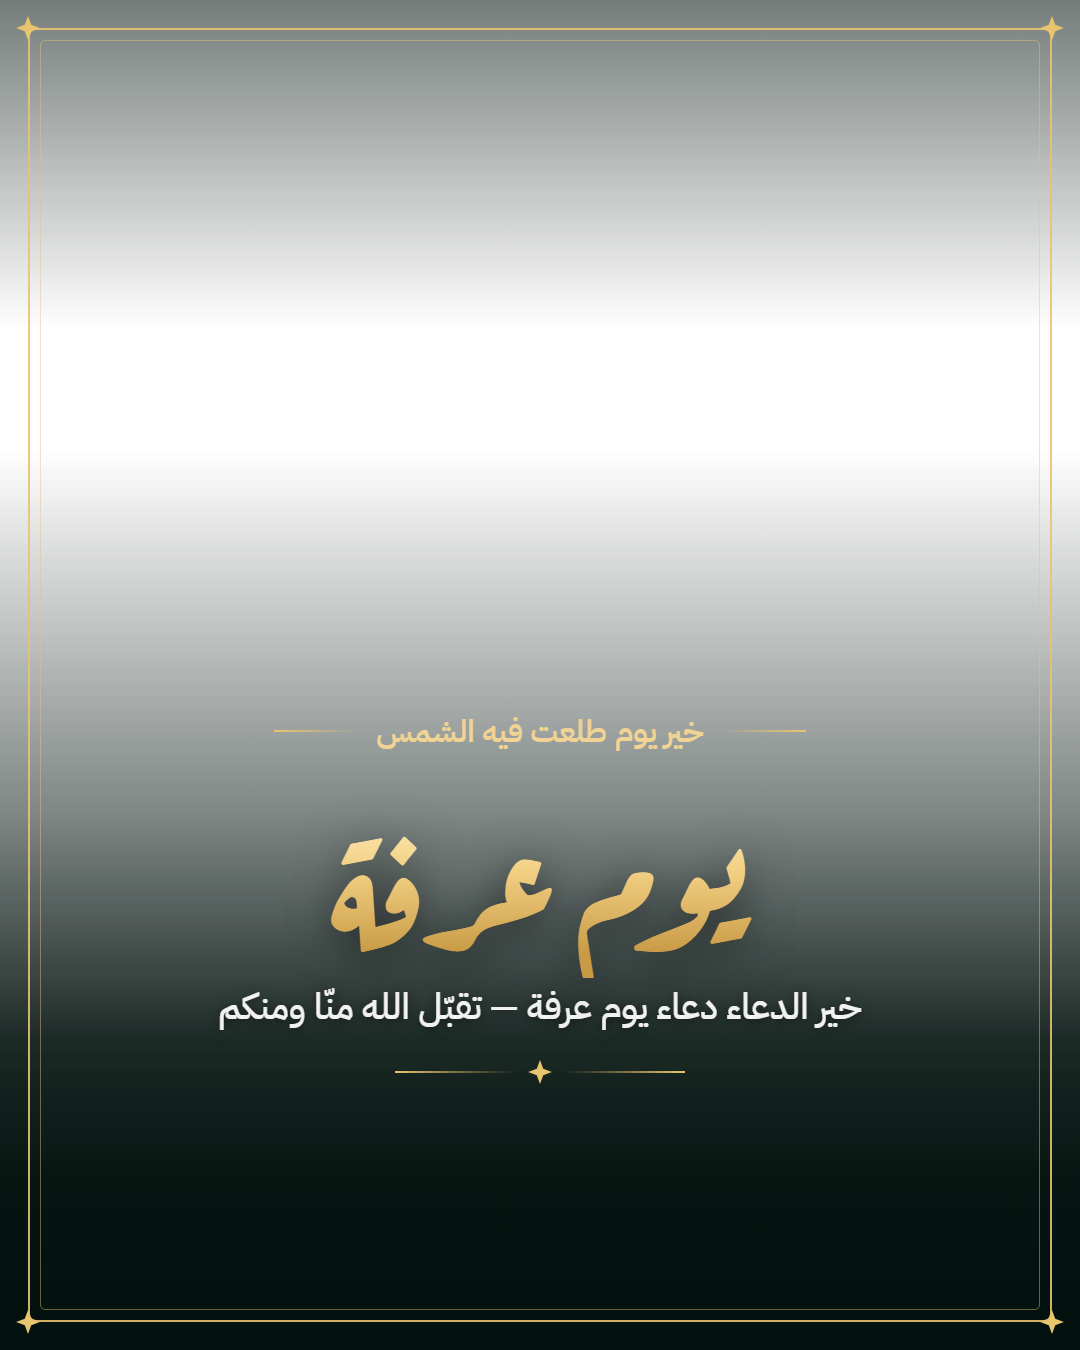 خير يوم طلعت فيه الشمس
يوم عرفة
خير الدعاء دعاء يوم عرفة — تقبّل الله منّا ومنكم